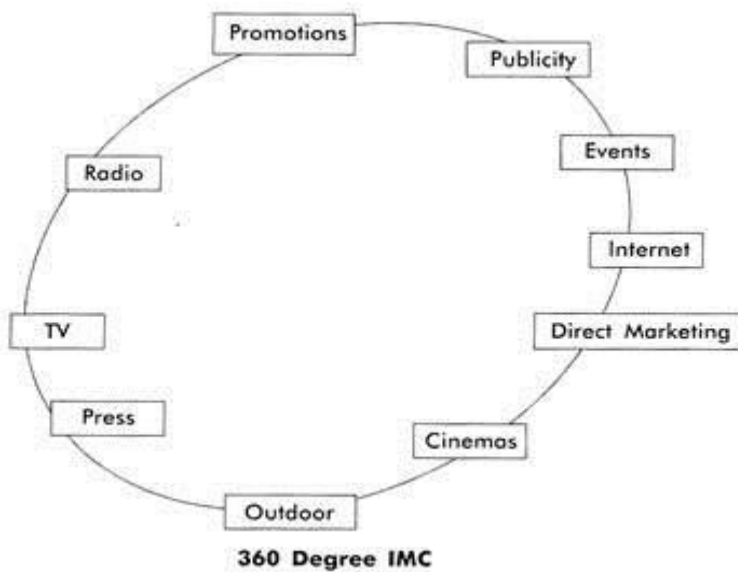 Promotions
Publicity
Events
Radio
Internet
TV
Direct Marketing
Press
Cinemas
Outdoor
360 Degree IMC